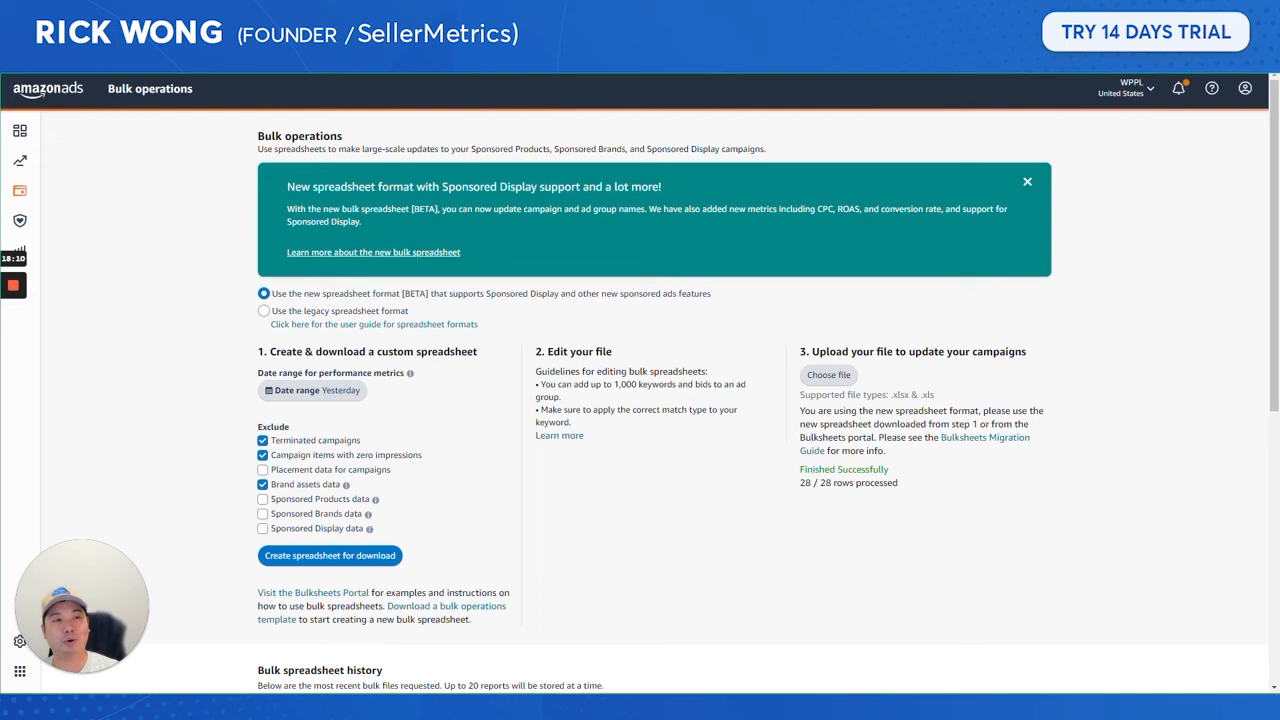 RICK WONG (FOUNDER / SellerMetrics)
TRY 14 DAYS TRIAL
amazonads
Bulk operations
WPPL
United States
Bulk operations
Use spreadsheets to make large-scale updates to your Sponsored Products, Sponsored Brands, and Sponsored Display campaigns.
New spreadsheet format with Sponsored Display support and a lot more!
With the new bulk spreadsheet [BETA], you can now update campaign and ad group names. We have also added new metrics including CPC, ROAS, and conversion rate, and support for
Sponsored Display.
Learn more about the new bulk spreadsheet
18:10
Use the new spreadsheet format [BETA] that supports Sponsored Display and other new sponsored ads features
Use the legacy spreadsheet format
Click here for the user guide for spreadsheet formats
1. Create & download a custom spreadsheet
Date range for performance metrics
Date range Yesterday
Exclude
Terminated campaigns
Campaign items with zero impressions
Placement data for campaigns
Brand assets data
Sponsored Products data
Sponsored Brands data
Sponsored Display data
Create spreadsheet for download
Visit the Bulksheets Portal for examples and instructions on
how to use bulk spreadsheets. Download a bulk operations
template to start creating a new bulk spreadsheet.
2. Edit your file
Guidelines for editing bulk spreadsheets:
• You can add up to 1,000 keywords and bids to an ad
group.
• Make sure to apply the correct match type to your
keyword.
Learn more
3. Upload your file to update your campaigns
Choose file
Supported file types: .xlsx & .xls
You are using the new spreadsheet format, please use the
new spreadsheet downloaded from step 1 or from the
Bulksheets portal. Please see the Bulksheets Migration
Guide for more info.
Finished Successfully
28 / 28 rows processed
Bulk spreadsheet history
Below are the most recent bulk files requested. Up to 20 reports will be stored at a time.